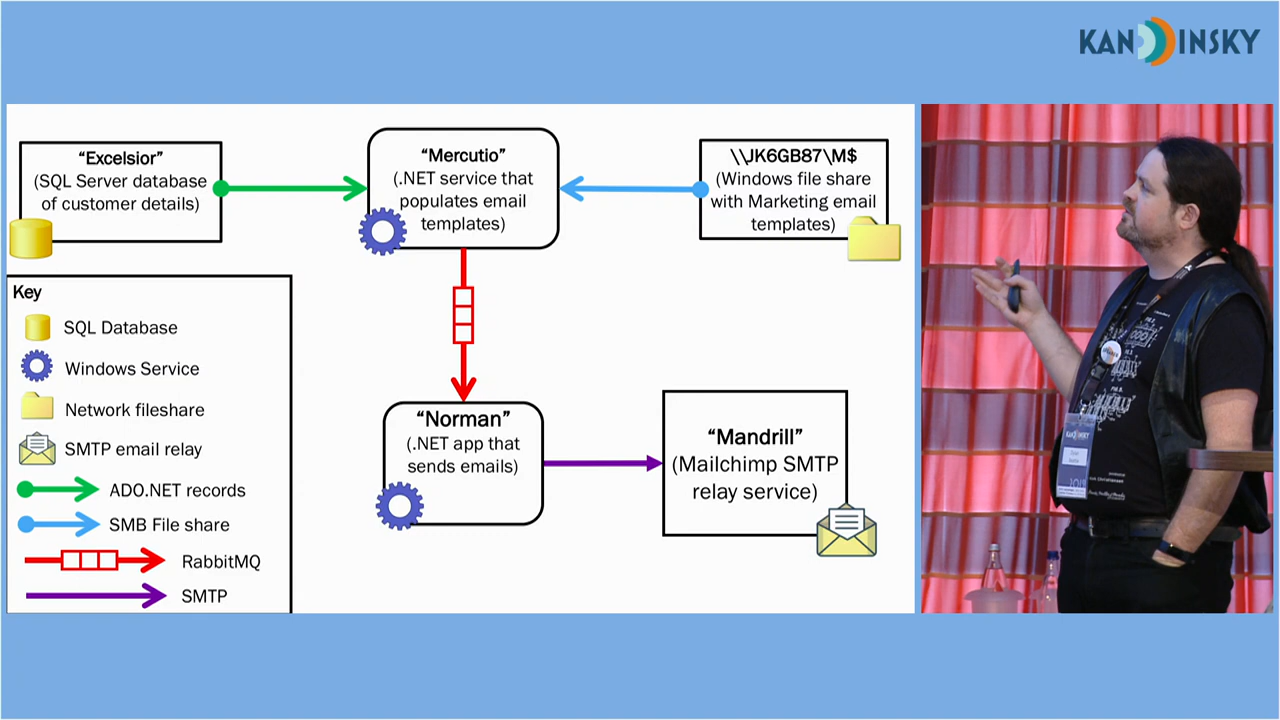 KANDINSKY
“Excelsior”
(SQL Server database
of customer details)
“Mercutio”
(.NET service that
populates email
templates)
\\JK6GB87\M$
(Windows file share
with Marketing email
templates)
Key
SQL Database
Windows Service
Network fileshare
SMTP email relay
ADO.NET records
SMB File share
RabbitMQ
SMTP
“Norman”
(.NET app that
sends emails)
“Mandrill”
(Mailchimp SMTP
relay service)
KANDINSKY